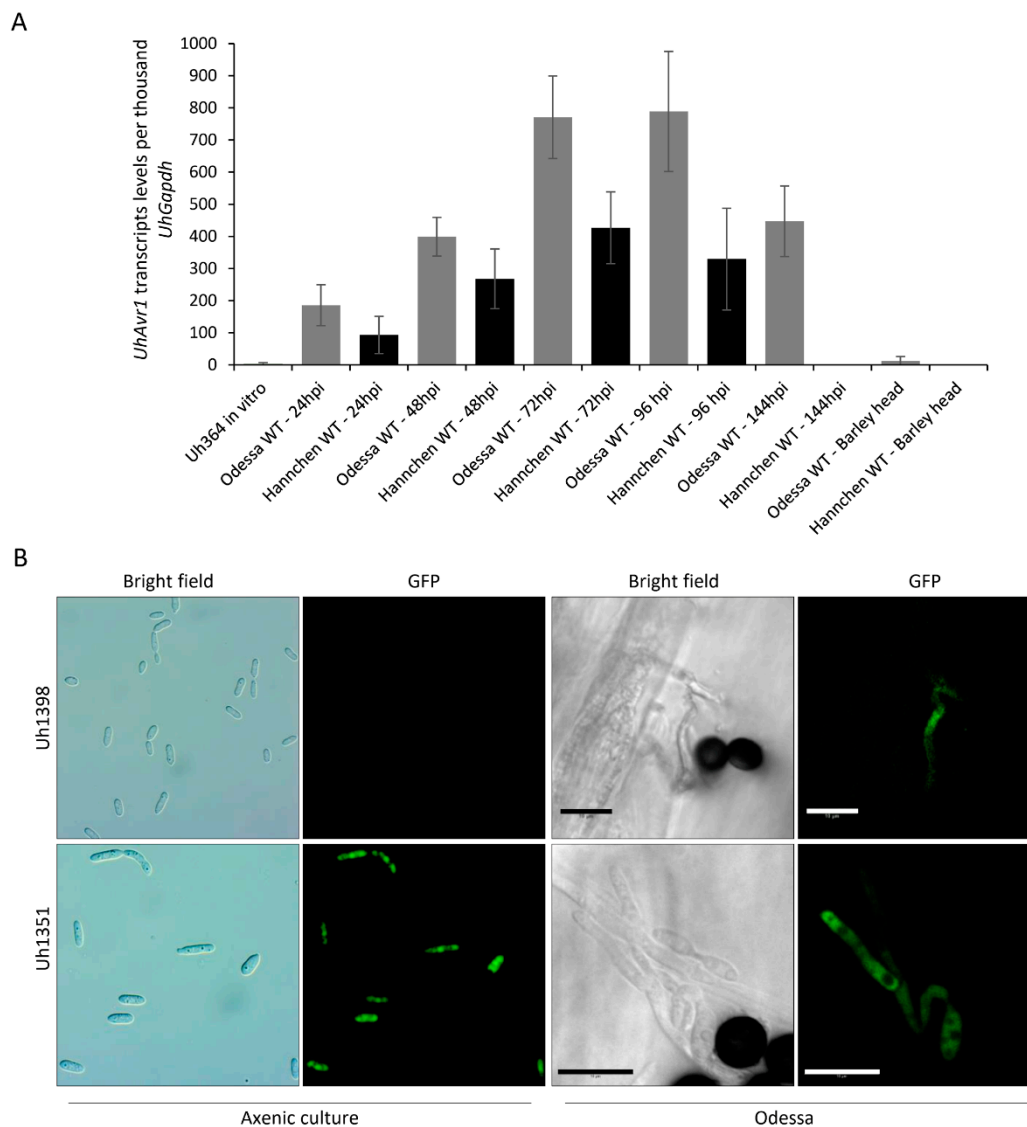 A
UhAvr1 transcripts levels per thousand
UhGapdh
1000
900
800
700
600
500
400
300
200
100
0
Uh364 in vitro
Odessa WT - 24hpi
Hannchen WT - 24hpi
Odessa WT - 48hpi
Hannchen WT - 48hpi
Odessa WT - 72hpi
Hannchen WT - 72hpi
Odessa WT - 96 hpi
Hannchen WT - 96 hpi
Odessa WT - 144hpi
Hannchen WT - 144hpi
Odessa WT - Barley head
Hannchen WT - Barley head
B
Bright field GFP Bright field GFP
Uh1398
Uh1351
Axenic culture Odessa